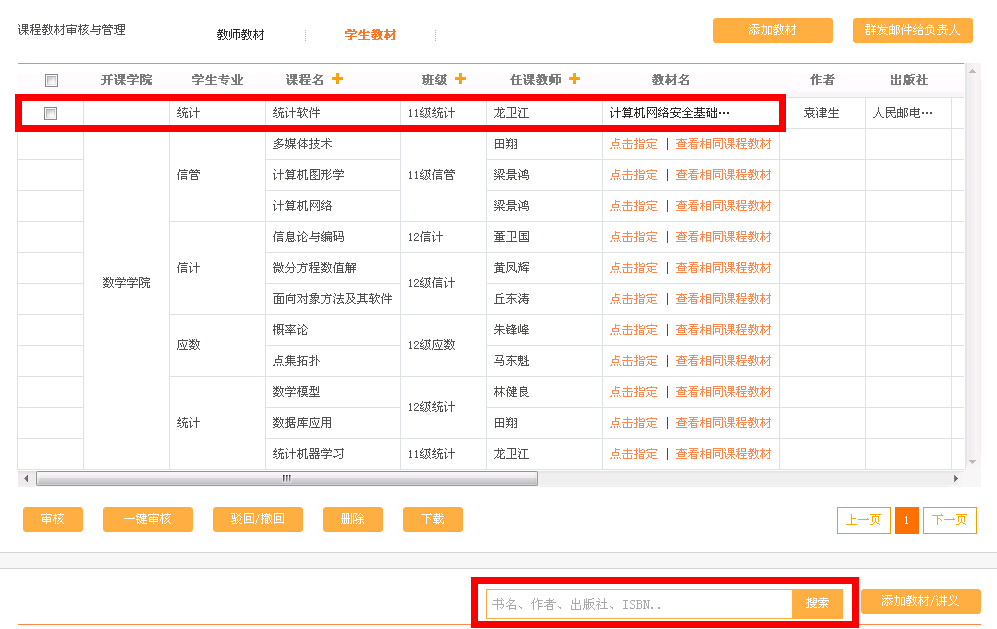 课程教材审核与管理 教师教材 学生教材 添加教材 群发邮件给负责人
开课学院 学生专业 课程名 班级 任课教师 教材名 作者 出版社
统计 统计软件 11级统计 龙卫江 计算机网络安全基础… 袁津生 人民邮电…
多媒体技术 田翔 点击指定 | 查看相同课程教材
信管 计算机图形学 11级信管 梁景鸿 点击指定 | 查看相同课程教材
计算机网络 梁景鸿 点击指定 | 查看相同课程教材
信息论与编码 12信计 董卫国 点击指定 | 查看相同课程教材
信计 微分方程数值解 黄凤辉 点击指定 | 查看相同课程教材
数学学院 12级信计
面向对象方法及其软件 丘东涛 点击指定 | 查看相同课程教材
概率论 朱锋峰 点击指定 | 查看相同课程教材
应数 12级应数
点集拓扑 马东魁 点击指定 | 查看相同课程教材
数学模型 林健良 点击指定 | 查看相同课程教材
12级统计
统计 数据库应用 田翔 点击指定 | 查看相同课程教材
统计机器学习 11级统计 龙卫江 点击指定 | 查看相同课程教材
审核 一键审核 驳回/撤回 删除 下载 上一页 1 下一页
书名、作者、出版社、ISBN.. 搜索 添加教材/讲义